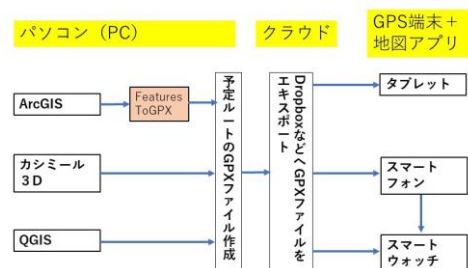 パソコン（PC）
クラウド
GPS端末＋
地図アプリ
ArcGIS
Features
ToGPX
カシミール
３D
QGIS
予定ルートのGPXファイル作成
DropboxなどへGPXファイルを
エキスポート
タブレット
スマート
フォン
スマート
ウォッチ